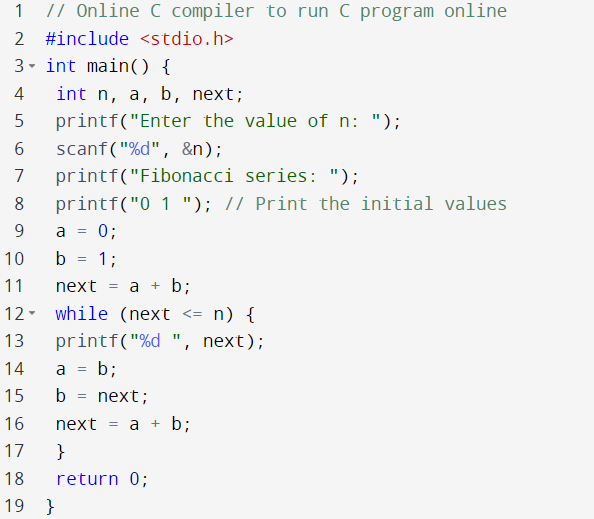 1 // Online C compiler to run C program online
2 #include <stdio.h>
3 int main() {
4 int n, a, b, next;
5 printf("Enter the value of n: ");
6 scanf("%d", &n);
7 printf("Fibonacci series: ");
8 printf("0 1 "); // Print the initial values
9 a = 0;
10 b = 1;
11 next = a + b;
12 while (next <= n) {
13 printf("%d ", next);
14 a = b;
15 b = next;
16 next = a + b;
17 }
18 return 0;
19 }